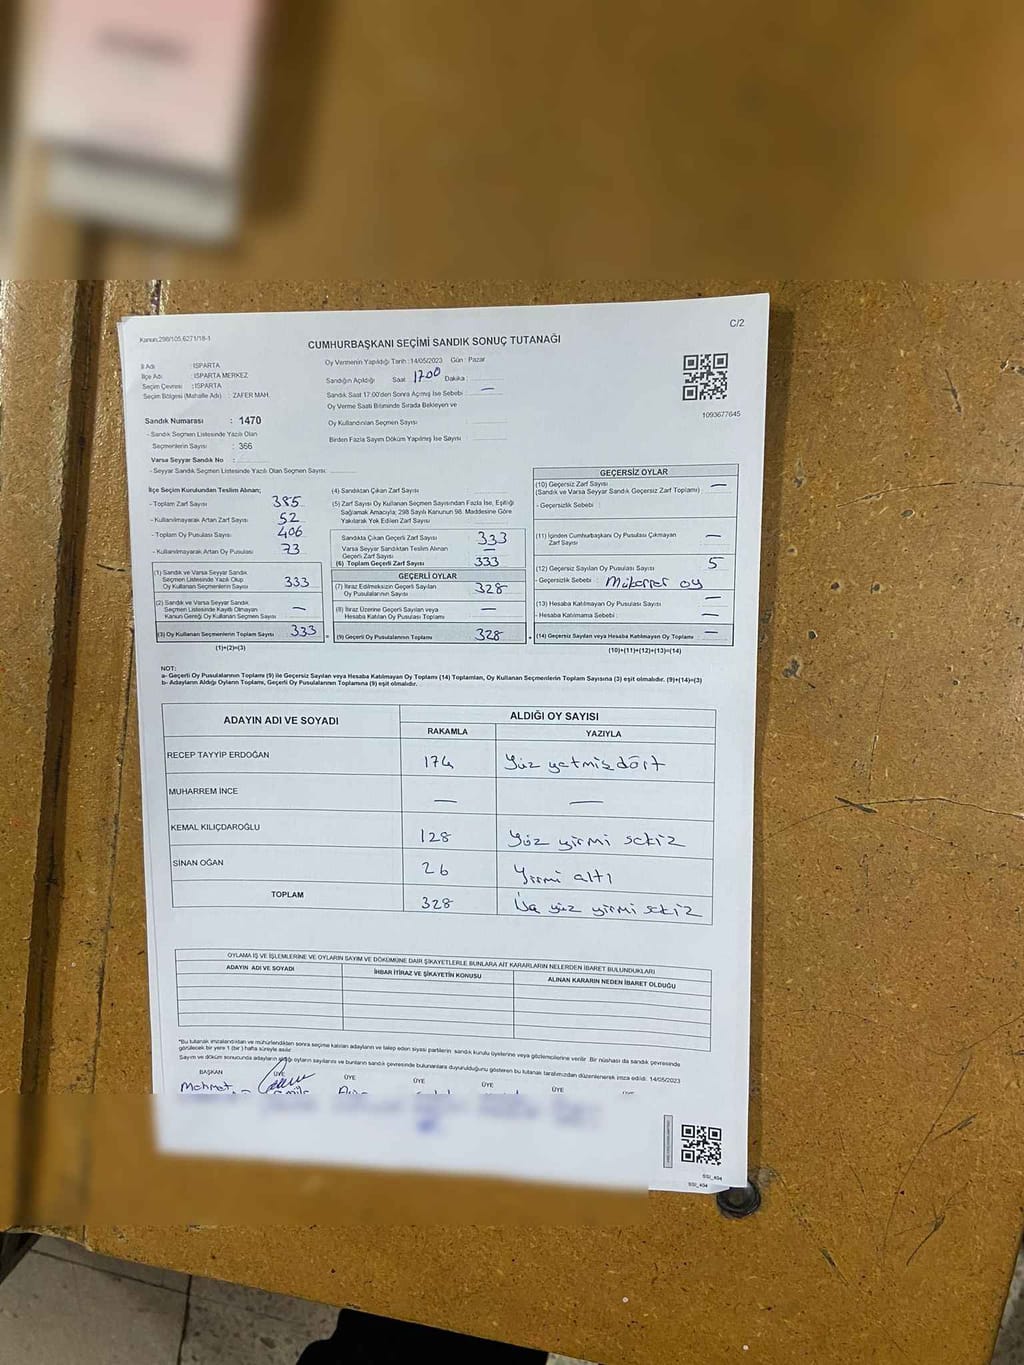 Kanun:298/105,6271/18-1
C/2
CUMHURBAŞKANI SEÇİMİ SANDIK SONUÇ TUTANAĞI
İl Adı : ISPARTA
İlçe Adı : ISPARTA MERKEZ
Seçim Çevresi : ISPARTA
Seçim Bölgesi (Mahalle Adı) : ZAFER MAH.
Oy Vermenin Yapıldığı Tarih :14/05/2023 Gün : Pazar
Sandığın Açıldığı Saat 1700 Dakika :
Sandık Saat 17:00'den Sonra Açılmış İse Sebebi : —
Oy Verme Saati Bitiminde Sırada Bekleyen ve
Oy Kullandırılan Seçmen Sayısı :
Birden Fazla Sayım Döküm Yapılmış İse Sayısı :
1093677645
Sandık Numarası : 1470
- Sandık Seçmen Listesinde Yazılı Olan
Seçmenlerin Sayısı : 366
Varsa Seyyar Sandık No :
- Seyyar Sandık Seçmen Listesinde Yazılı Olan Seçmen Sayısı:
İlçe Seçim Kurulundan Teslim Alınan;
- Toplam Zarf Sayısı 385
- Kullanılmayarak Artan Zarf Sayısı 52
- Toplam Oy Pusulası Sayısı 406
- Kullanılmayarak Artan Oy Pusulası 73
(1) Sandık ve Varsa Seyyar Sandık
Seçmen Listesinde Yazılı Olup
Oy Kullanan Seçmenlerin Sayısı 333
(2) Sandık ve Varsa Seyyar Sandık
Seçmen Listesinde Kayıtlı Olmayan
Kanun Gereği Oy Kullanan Seçmen Sayısı —
(3) Oy Kullanan Seçmenlerin Toplam Sayısı 333
(1)+(2)=(3)
(4) Sandıktan Çıkan Zarf Sayısı
(5) Zarf Sayısı Oy Kullanan Seçmen Sayısından Fazla İse, Eşitliği
Sağlamak Amacıyla; 298 Sayılı Kanunun 98. Maddesine Göre
Yakılarak Yok Edilen Zarf Sayısı
Sandıkta Çıkan Geçerli Zarf Sayısı 333
Varsa Seyyar Sandıktan Teslim Alınan
Geçerli Zarf Sayısı —
(6) Toplam Geçerli Zarf Sayısı 333
GEÇERLİ OYLAR
(7) İtiraz Edilmeksizin Geçerli Sayılan
Oy Pusulalarının Sayısı 328
(8) İtiraz Üzerine Geçerli Sayılan veya
Hesaba Katılan Oy Pusulası Toplamı —
(9) Geçerli Oy Pusulalarının Toplamı 328
GEÇERSİZ OYLAR
(10) Geçersiz Zarf Sayısı
(Sandık ve Varsa Seyyar Sandık Geçersiz Zarf Toplamı) —
- Geçersizlik Sebebi :
(11) İçinden Cumhurbaşkanı Oy Pusulası Çıkmayan
Zarf Sayısı —
(12) Geçersiz Sayılan Oy Pusulası Sayısı 5
- Geçersizlik Sebebi : Mükerrer oy
(13) Hesaba Katılmayan Oy Pusulası Sayısı —
- Hesaba Katılmama Sebebi : —
(14) Geçersiz Sayılan veya Hesaba Katılmayan Oy Toplamı —
(10)+(11)+(12)+(13)=(14)
NOT:
a- Geçerli Oy Pusulalarının Toplamı (9) ile Geçersiz Sayılan veya Hesaba Katılmayan Oy Toplamı (14) Toplamları, Oy Kullanan Seçmenlerin Toplam Sayısına (3) eşit olmalıdır. (9)+(14)=(3)
b- Adayların Aldığı Oyların Toplamı, Geçerli Oy Pusulalarının Toplamına (9) eşit olmalıdır.
ADAYIN ADI VE SOYADI ALDIĞI OY SAYISI
RAKAMLA YAZIYLA
RECEP TAYYİP ERDOĞAN 174 Yüz yetmiş dört
MUHARREM İNCE — —
KEMAL KILIÇDAROĞLU 128 Yüz yirmi sekiz
SİNAN OĞAN 26 Yirmi altı
TOPLAM 328 Üç yüz yirmi sekiz
OYLAMA İŞ VE İŞLEMLERİNE VE OYLARIN SAYIM VE DÖKÜMÜNE DAİR ŞİKAYETLERLE BUNLARA AİT KARARLARIN NELERDEN İBARET BULUNDUKLARI
ADAYIN ADI VE SOYADI İHBAR İTİRAZ VE ŞİKAYETİN KONUSU ALINAN KARARIN NEDEN İBARET OLDUĞU
*Bu tutanak imzalandıktan ve mühürlendikten sonra seçime katılan adayların ve talep eden siyasi partilerin sandık kurulu üyelerine veya gözlemcilerine verilir. Bir nüshası da sandık çevresinde
görülecek bir yere 1 (bir) hafta süreyle asılır.
Sayım ve döküm sonucunda adayların aldığı oyların sayılarını ve bunların sandık çevresinde bulunanlara duyurulduğunu gösteren bu tutanak tarafımızdan düzenlenerek imza edildi. 14/05/2023
BAŞKAN ÜYE ÜYE ÜYE ÜYE ÜYE ÜYE
Mehmet
SSI_404
SSI_404